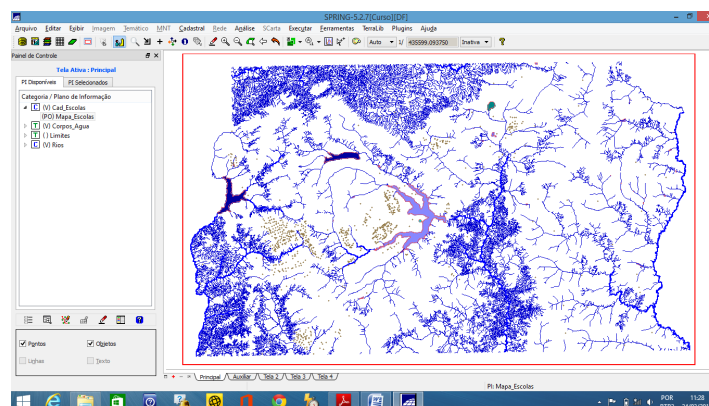 SPRING-5.2.7[Curso][DF]
Arquivo Editar Exibir Imagem Temático MNT Cadastral Rede Análise SCarta Executar Ferramentas TerraLib Plugins Ajuda
Auto 1/ 435599.093750 Inativa
Painel de Controle
Tela Ativa : Principal
PI Disponíveis PI Selecionados
Categoria / Plano de Informação
C (V) Cad_Escolas
(PO) Mapa_Escolas
T (V) Corpos_Agua
T () Limites
C (V) Rios
Pontos Objetos
Linhas Texto
Principal Auxiliar Tela 2 Tela 3 Tela 4
PI: Mapa_Escolas
POR 11:28